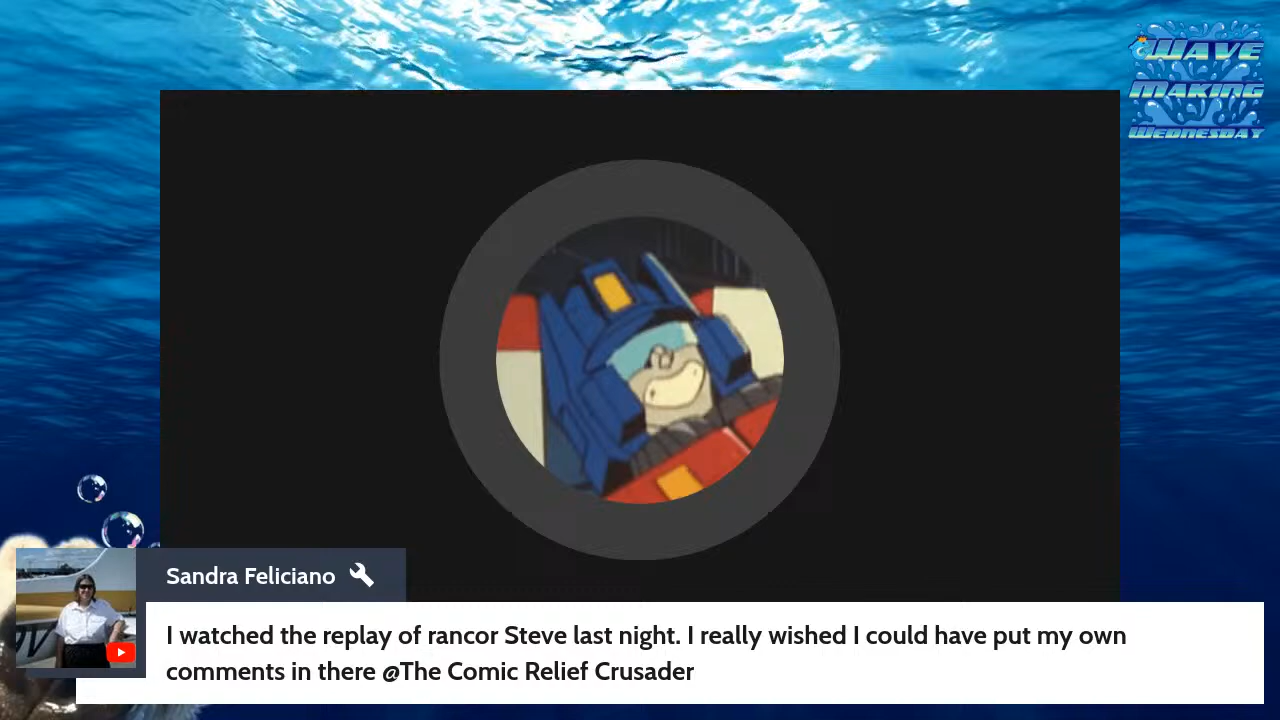 WAVE
MAKING
WEDNESDAY
Sandra Feliciano
I watched the replay of rancor Steve last night. I really wished I could have put my own
comments in there @The Comic Relief Crusader